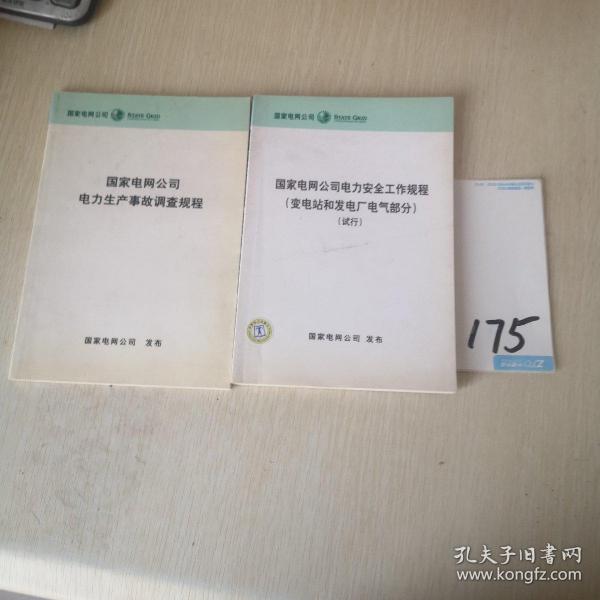 国家电网公司 STATE GRID
国家电网公司
电力生产事故调查规程
国家电网公司 发布
国家电网公司 STATE GRID
国家电网公司电力安全工作规程
(变电站和发电厂电气部分)
(试行)
国家电网公司 发布
175
孔夫子旧书网
www.kongfz.com